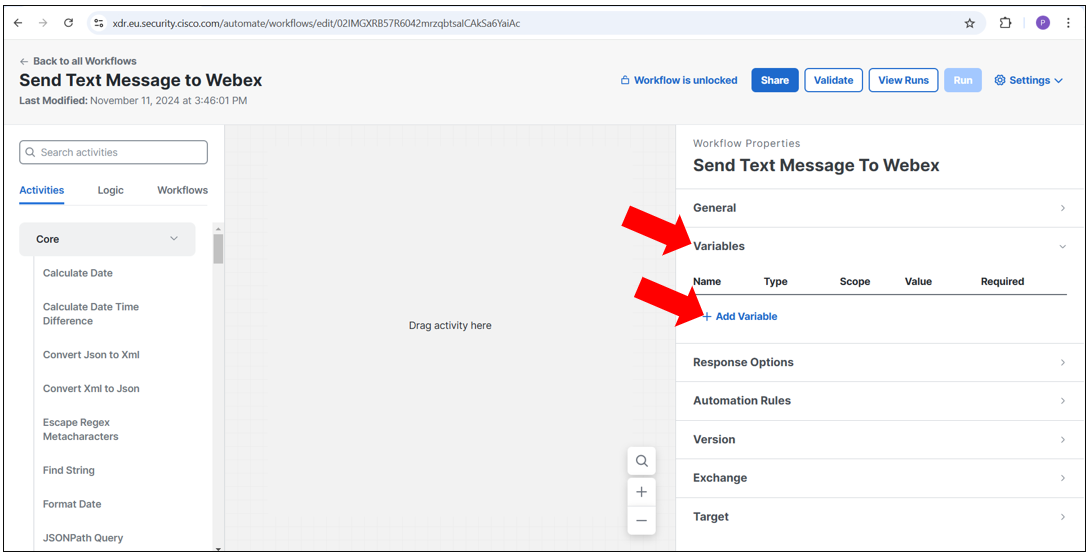 xdr.eu.security.cisco.com/automate/workflows/edit/02IMGXRB57R6042mrzqbtsaICAkSa6YaiAc
P
← Back to all Workflows
Send Text Message to Webex
Last Modified: November 11, 2024 at 3:46:01 PM
Workflow is unlocked
Share
Validate
View Runs
Run
Settings
Search activities
Activities Logic Workflows
Core
Calculate Date
Calculate Date Time
Difference
Convert Json to Xml
Convert Xml to Json
Escape Regex
Metacharacters
Find String
Format Date
JSONPath Query
Drag activity here
Workflow Properties
Send Text Message To Webex
General
Variables
Name Type Scope Value Required
+ Add Variable
Response Options
Automation Rules
Version
Exchange
Target